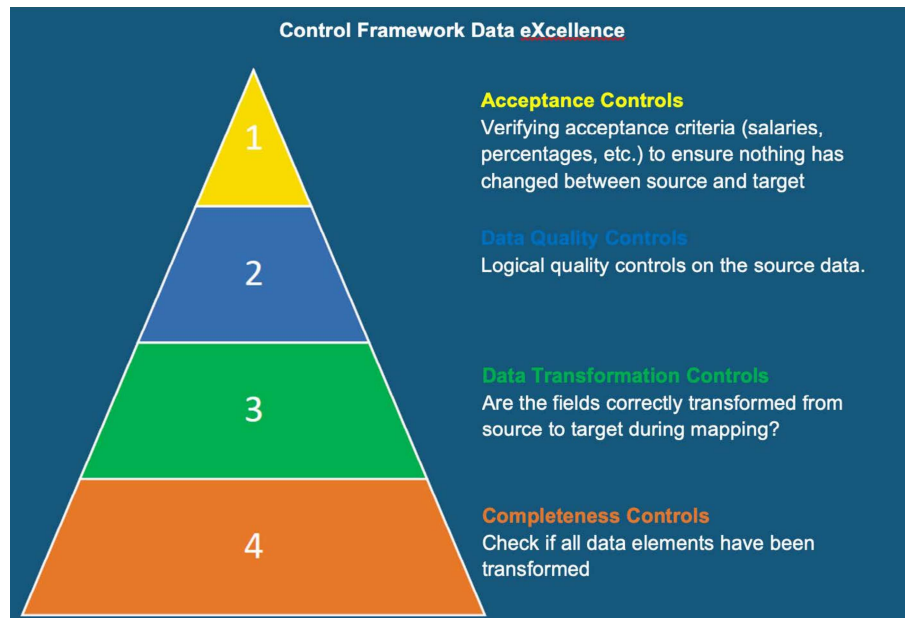 Control Framework Data eXcellence
1
Acceptance Controls
Verifying acceptance criteria (salaries,
percentages, etc.) to ensure nothing has
changed between source and target
2
Data Quality Controls
Logical quality controls on the source data.
3
Data Transformation Controls
Are the fields correctly transformed from
source to target during mapping?
4
Completeness Controls
Check if all data elements have been
transformed